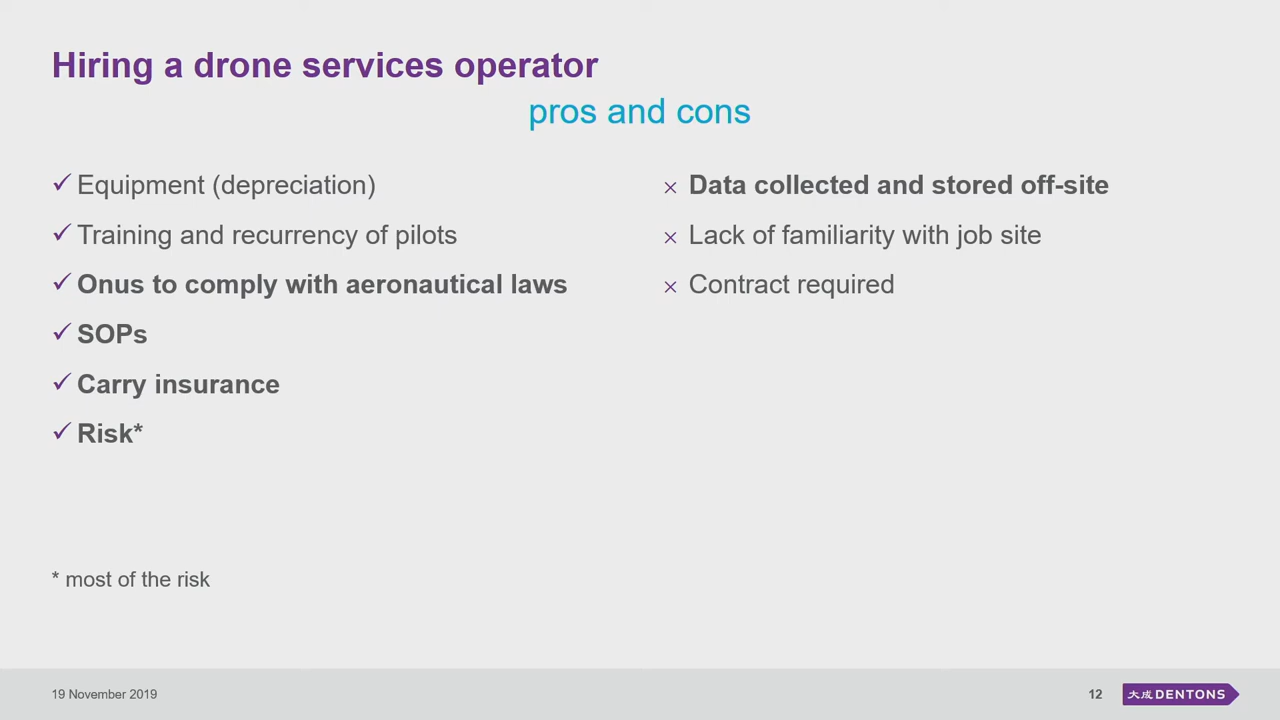 Hiring a drone services operator
pros and cons
✓ Equipment (depreciation)
✓ Training and recurrency of pilots
✓ Onus to comply with aeronautical laws
✓ SOPs
✓ Carry insurance
✓ Risk*
× Data collected and stored off-site
× Lack of familiarity with job site
× Contract required
* most of the risk
19 November 2019
12
大成 DENTONS